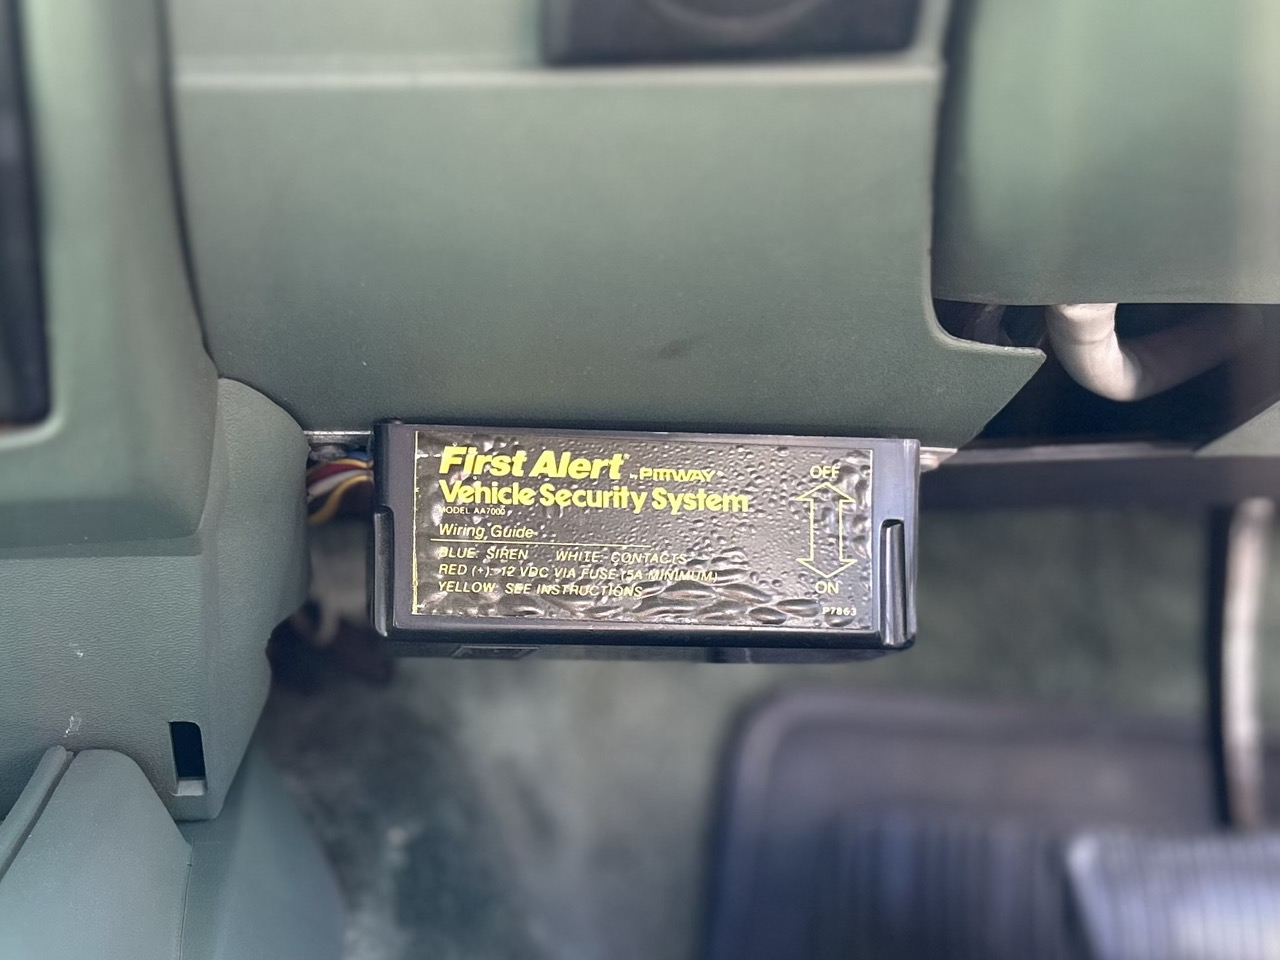 First Alert® by PITTWAY®
Vehicle Security System
MODEL AA7000
OFF
Wiring Guide
BLUE: SIREN WHITE: CONTACTS
RED (+): 12 VDC VIA FUSE (5A MINIMUM)
YELLOW: SEE INSTRUCTIONS
ON
P7863